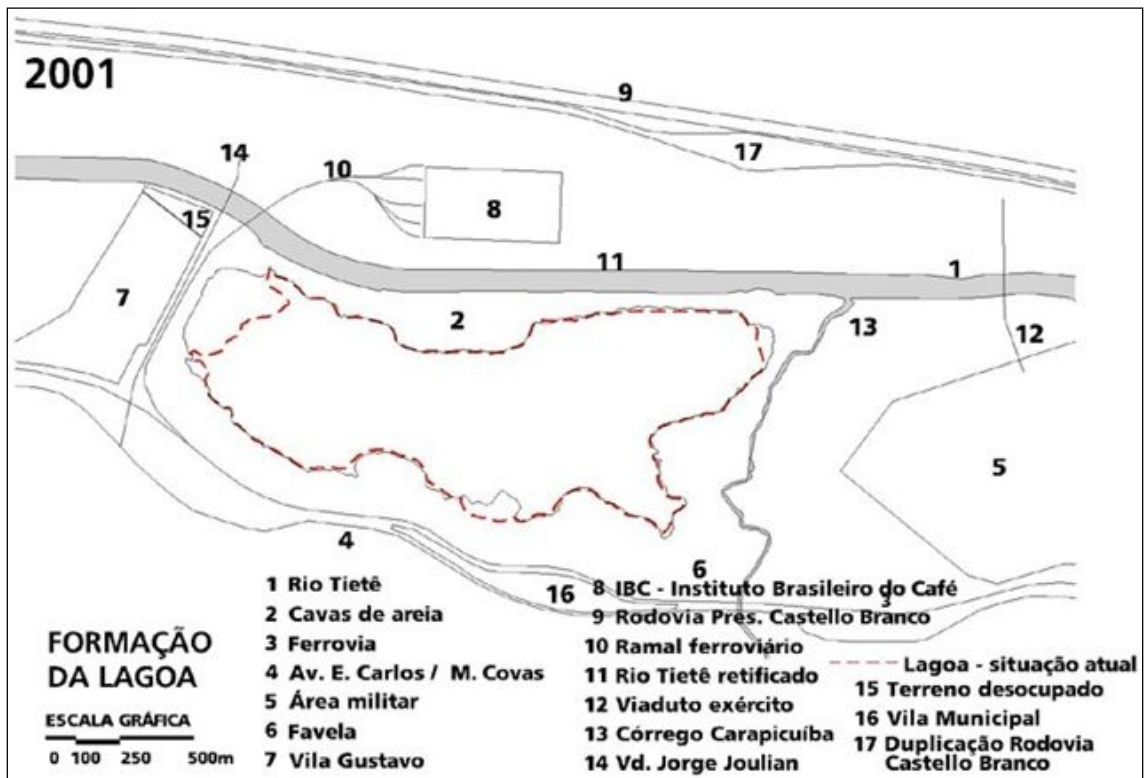 2001
9
17
14
10
15
8
11
1
7
2
13
12
5
4
6
16
3
FORMAÇÃO
DA LAGOA
ESCALA GRÁFICA
0 100 250 500m
1 Rio Tietê
2 Cavas de areia
3 Ferrovia
4 Av. E. Carlos / M. Covas
5 Área militar
6 Favela
7 Vila Gustavo
8 IBC - Instituto Brasileiro do Café
9 Rodovia Pres. Castello Branco
10 Ramal ferroviário
11 Rio Tietê retificado
12 Viaduto exército
13 Córrego Carapicuíba
14 Vd. Jorge Joulian
Lagoa - situação atual
15 Terreno desocupado
16 Vila Municipal
17 Duplicação Rodovia
Castello Branco